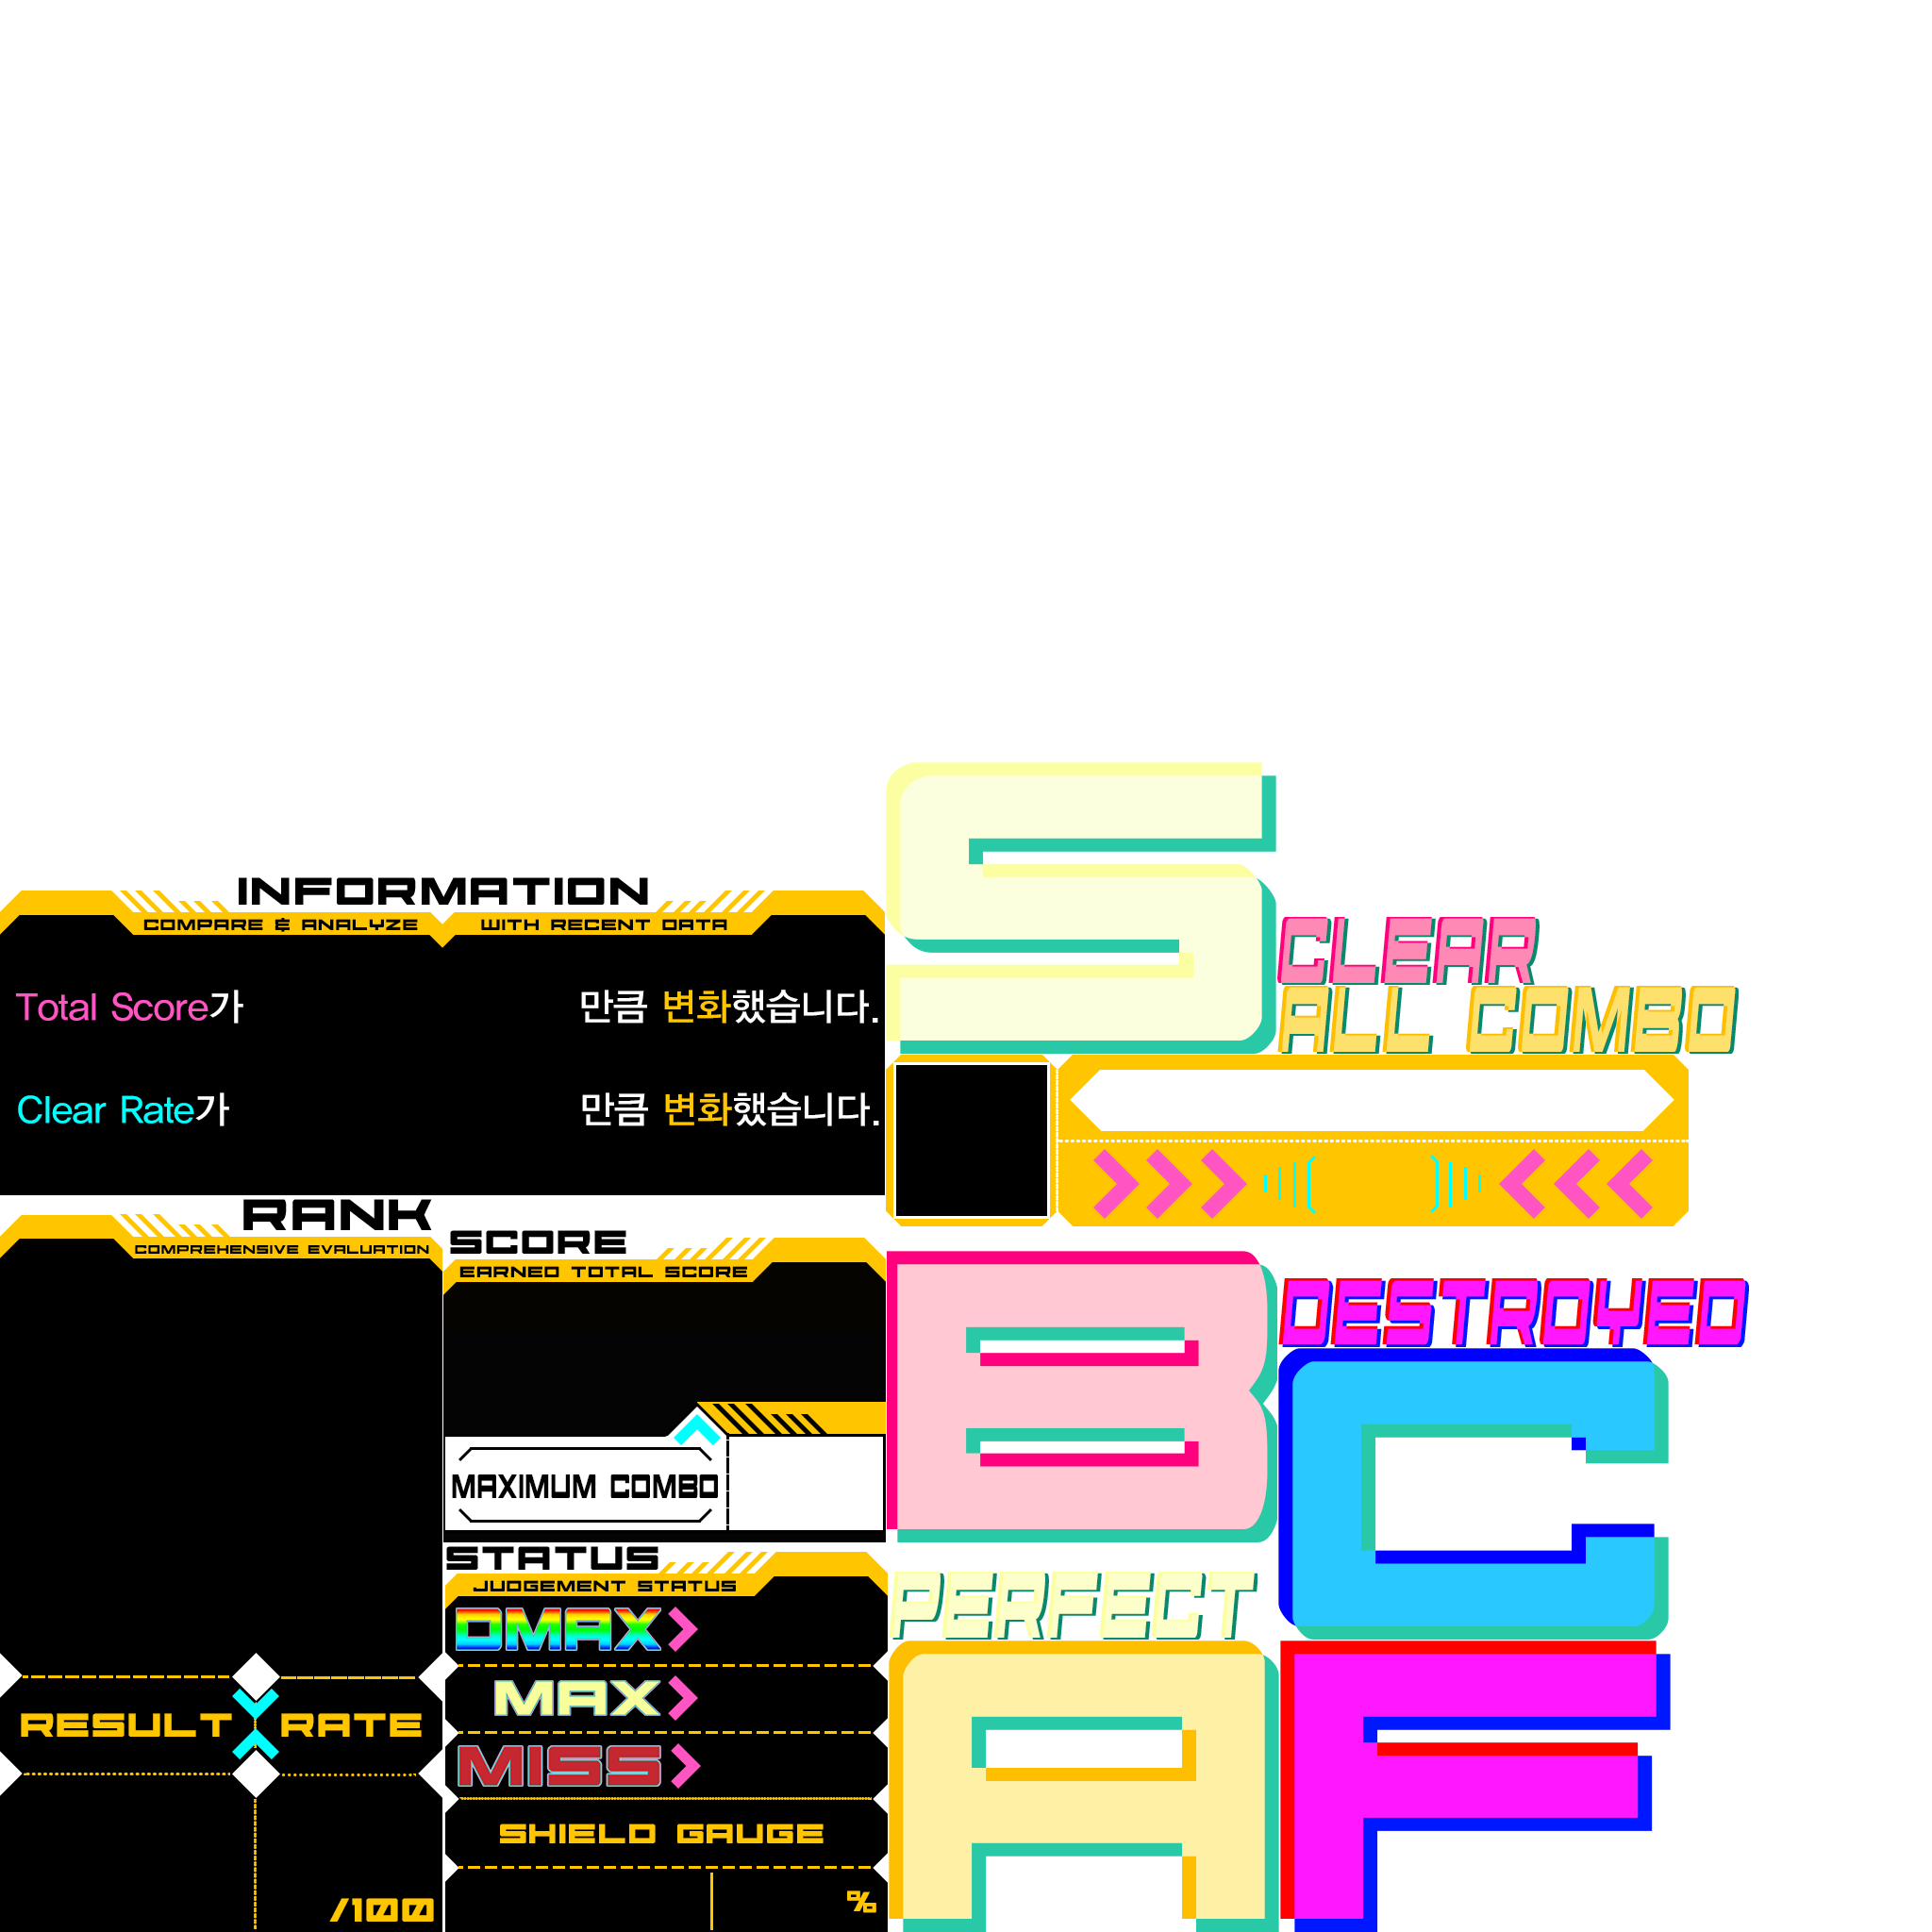 S
INFORMATION
COMPARE & ANALYZE WITH RECENT DATA
Total Score가 만큼 변화했습니다.
Clear Rate가 만큼 변화했습니다.
CLEAR
ALL COMBO
RANK
COMPREHENSIVE EVALUATION
RESULT RATE
/100
SCORE
EARNED TOTAL SCORE
MAXIMUM COMBO
STATUS
JUDGEMENT STATUS
DMAX
MAX
MISS
SHIELD GAUGE
%
B
DESTROYED
C
PERFECT
A
F